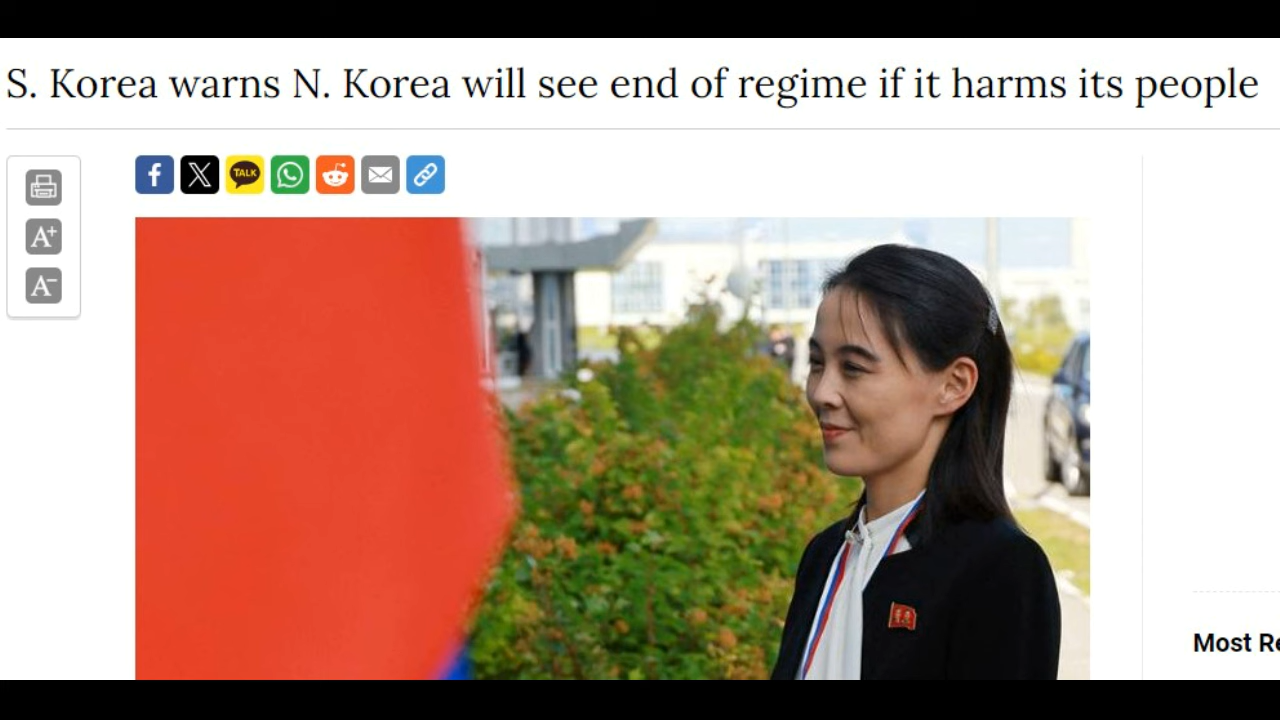 S. Korea warns N. Korea will see end of regime if it harms its people
f X TALK
A+
A-
Most Re